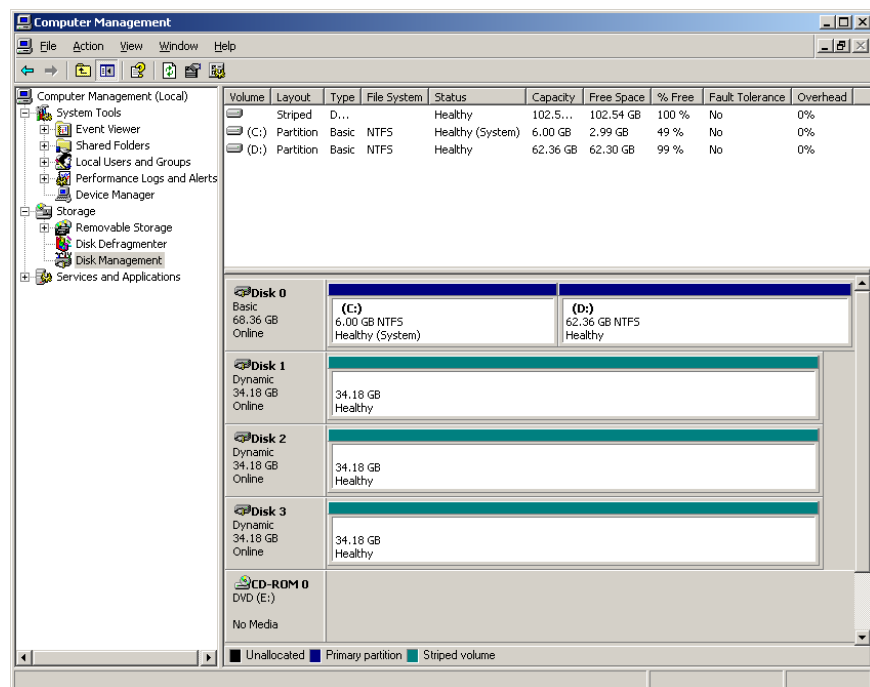 Computer Management
File Action View Window Help
Computer Management (Local)
System Tools
Event Viewer
Shared Folders
Local Users and Groups
Performance Logs and Alerts
Device Manager
Storage
Removable Storage
Disk Defragmenter
Disk Management
Services and Applications
Volume Layout Type File System Status Capacity Free Space % Free Fault Tolerance Overhead
Striped D... Healthy 102.5... 102.54 GB 100 % No 0%
(C:) Partition Basic NTFS Healthy (System) 6.00 GB 2.99 GB 49 % No 0%
(D:) Partition Basic NTFS Healthy 62.36 GB 62.30 GB 99 % No 0%
Disk 0
Basic
68.36 GB
Online
(C:)
6.00 GB NTFS
Healthy (System)
(D:)
62.36 GB NTFS
Healthy
Disk 1
Dynamic
34.18 GB
Online
34.18 GB
Healthy
Disk 2
Dynamic
34.18 GB
Online
34.18 GB
Healthy
Disk 3
Dynamic
34.18 GB
Online
34.18 GB
Healthy
CD-ROM 0
DVD (E:)
No Media
Unallocated Primary partition Striped volume